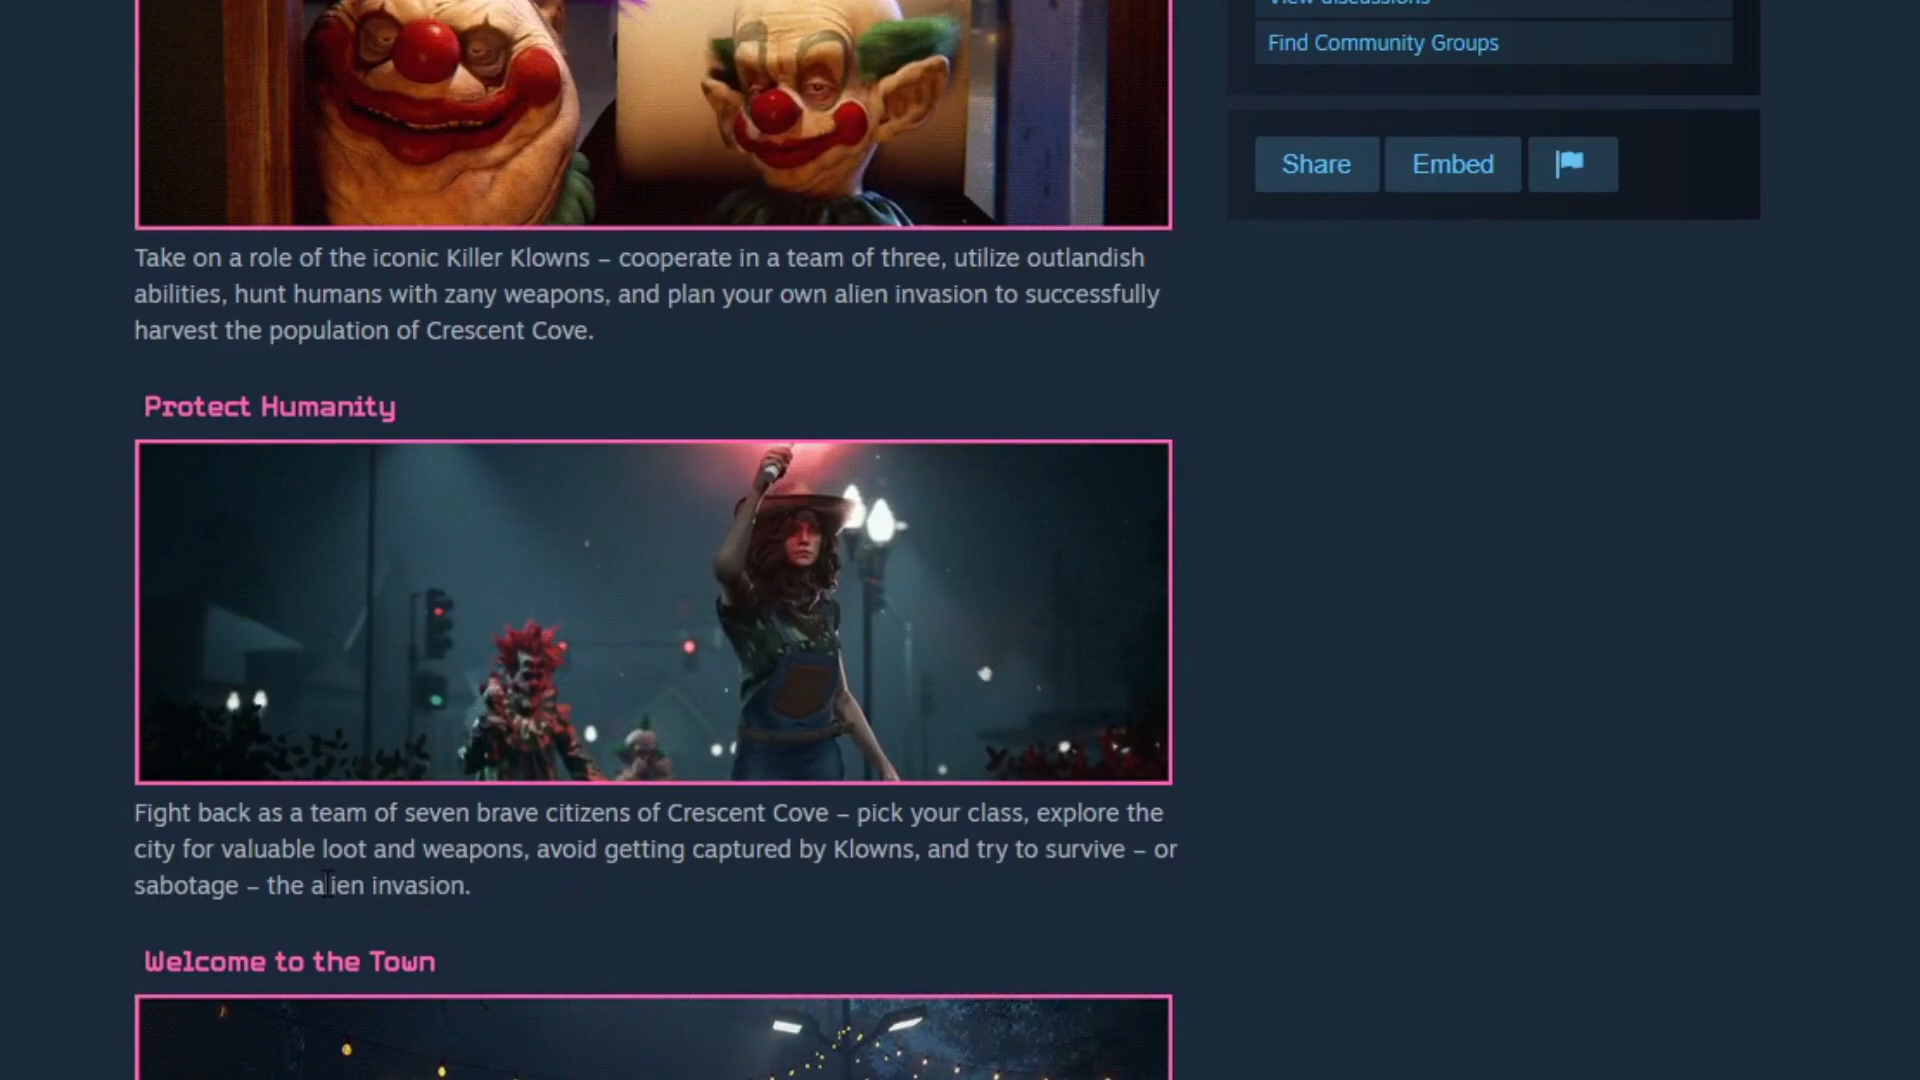 View discussions
Find Community Groups
Share Embed
Take on a role of the iconic Killer Klowns – cooperate in a team of three, utilize outlandish
abilities, hunt humans with zany weapons, and plan your own alien invasion to successfully
harvest the population of Crescent Cove.
Protect Humanity
Fight back as a team of seven brave citizens of Crescent Cove – pick your class, explore the
city for valuable loot and weapons, avoid getting captured by Klowns, and try to survive – or
sabotage – the alien invasion.
Welcome to the Town